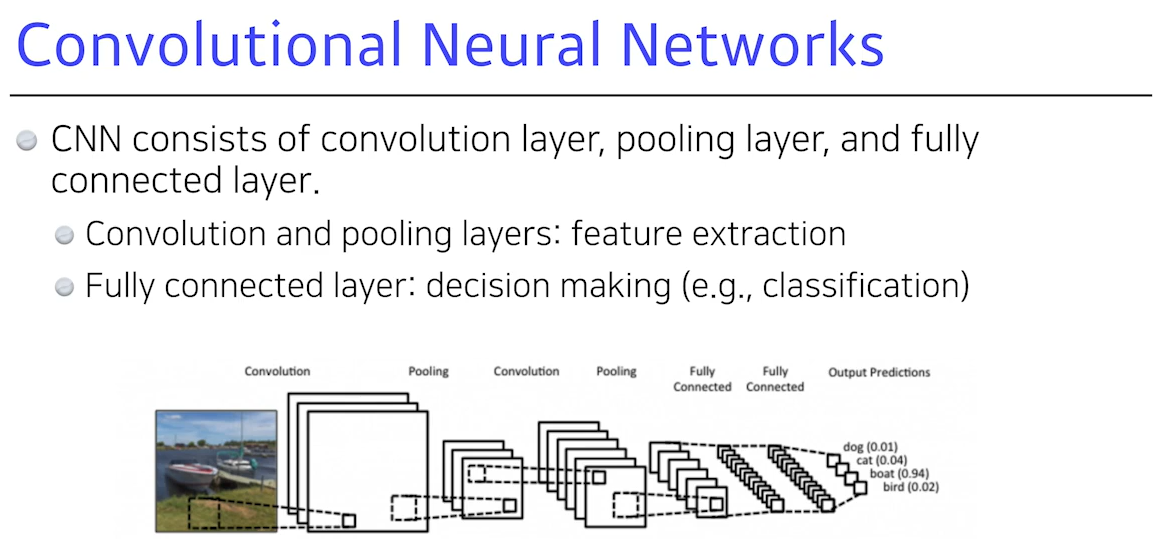 Convolutional Neural Networks
CNN consists of convolution layer, pooling layer, and fully
connected layer.
Convolution and pooling layers: feature extraction
Fully connected layer: decision making (e.g., classification)
Convolution
Pooling
Convolution
Pooling
Fully
Connected
Fully
Connected
Output Predictions
dog (0.01)
cat (0.04)
boat (0.94)
bird (0.02)